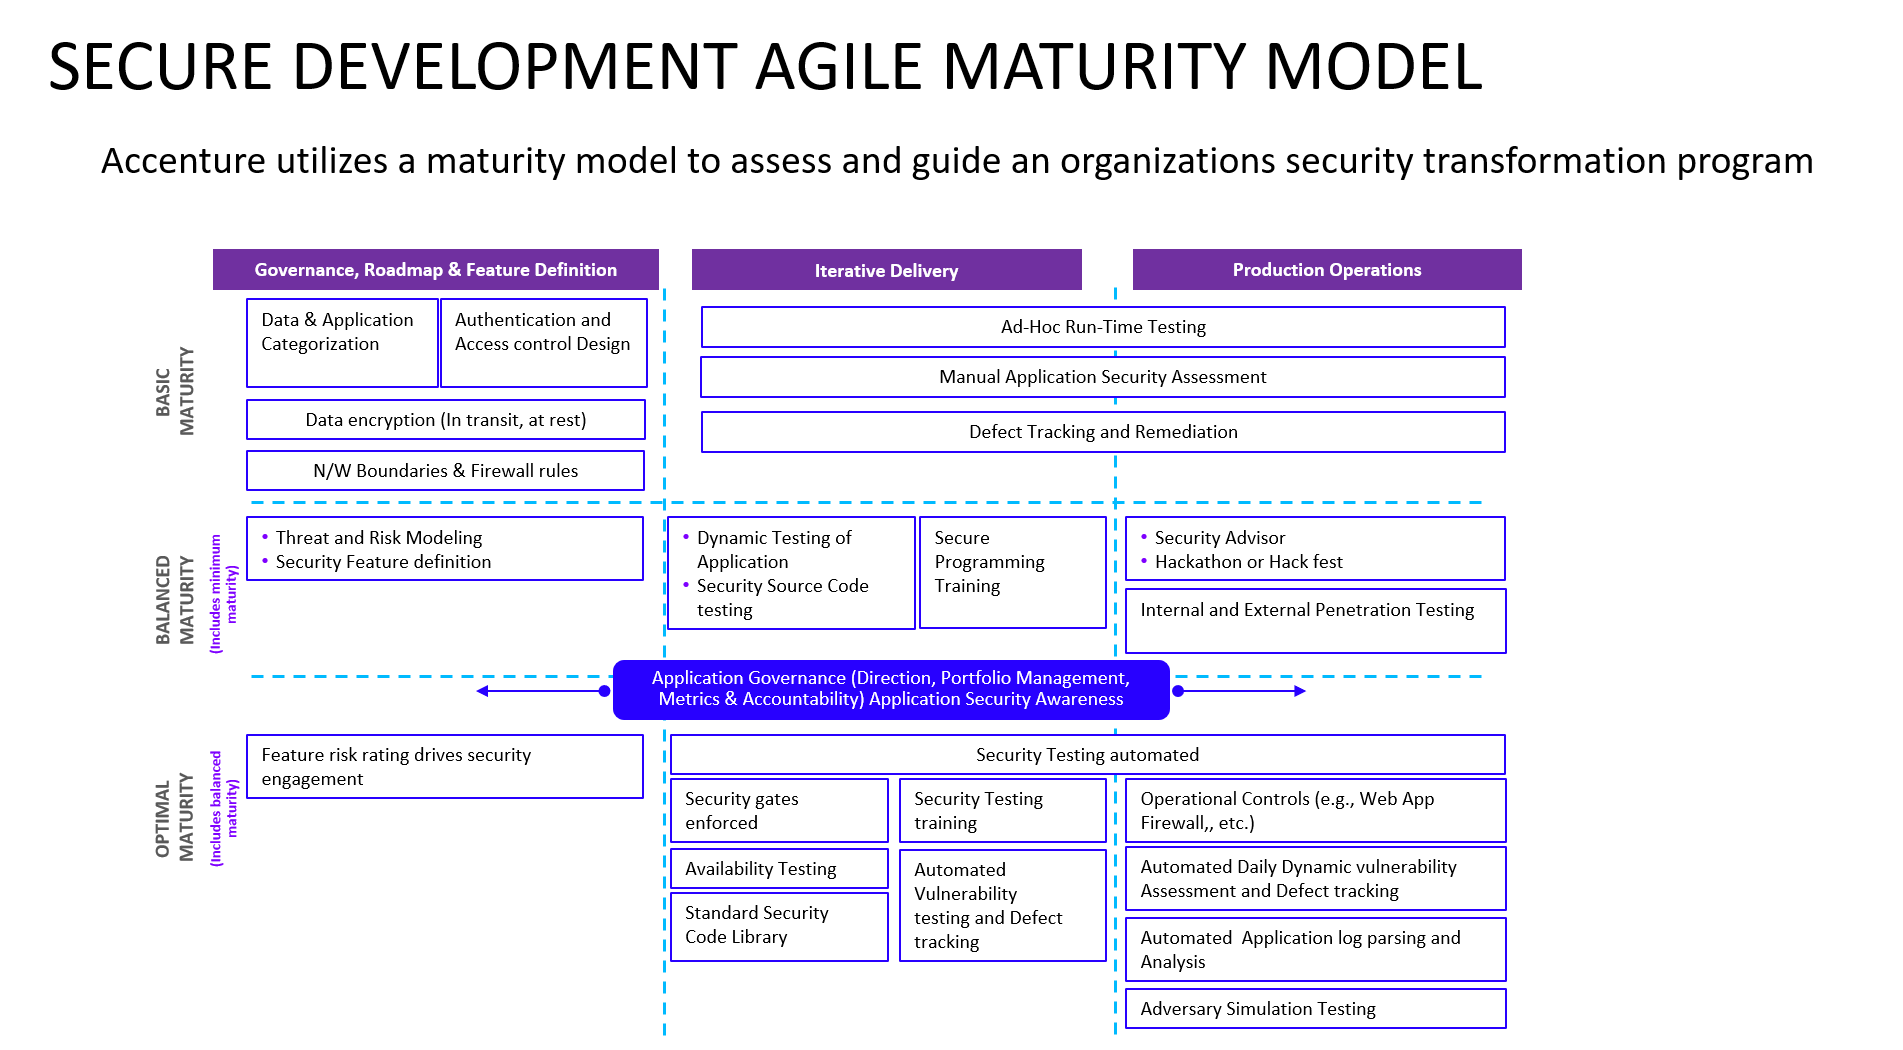 SECURE DEVELOPMENT AGILE MATURITY MODEL
Accenture utilizes a maturity model to assess and guide an organizations security transformation program
Governance, Roadmap & Feature Definition
Iterative Delivery
Production Operations
BASIC
MATURITY
Data & Application
Categorization
Authentication and
Access control Design
Data encryption (In transit, at rest)
N/W Boundaries & Firewall rules
Ad-Hoc Run-Time Testing
Manual Application Security Assessment
Defect Tracking and Remediation
BALANCED
MATURITY
(Includes minimum
maturity)
• Threat and Risk Modeling
• Security Feature definition
• Dynamic Testing of
Application
• Security Source Code
testing
Secure
Programming
Training
• Security Advisor
• Hackathon or Hack fest
Internal and External Penetration Testing
Application Governance (Direction, Portfolio Management,
Metrics & Accountability) Application Security Awareness
OPTIMAL
MATURITY
(Includes balanced
maturity)
Feature risk rating drives security
engagement
Security Testing automated
Security gates
enforced
Security Testing
training
Availability Testing
Standard Security
Code Library
Automated
Vulnerability
testing and Defect
tracking
Operational Controls (e.g., Web App
Firewall,, etc.)
Automated Daily Dynamic vulnerability
Assessment and Defect tracking
Automated  Application log parsing and
Analysis
Adversary Simulation Testing